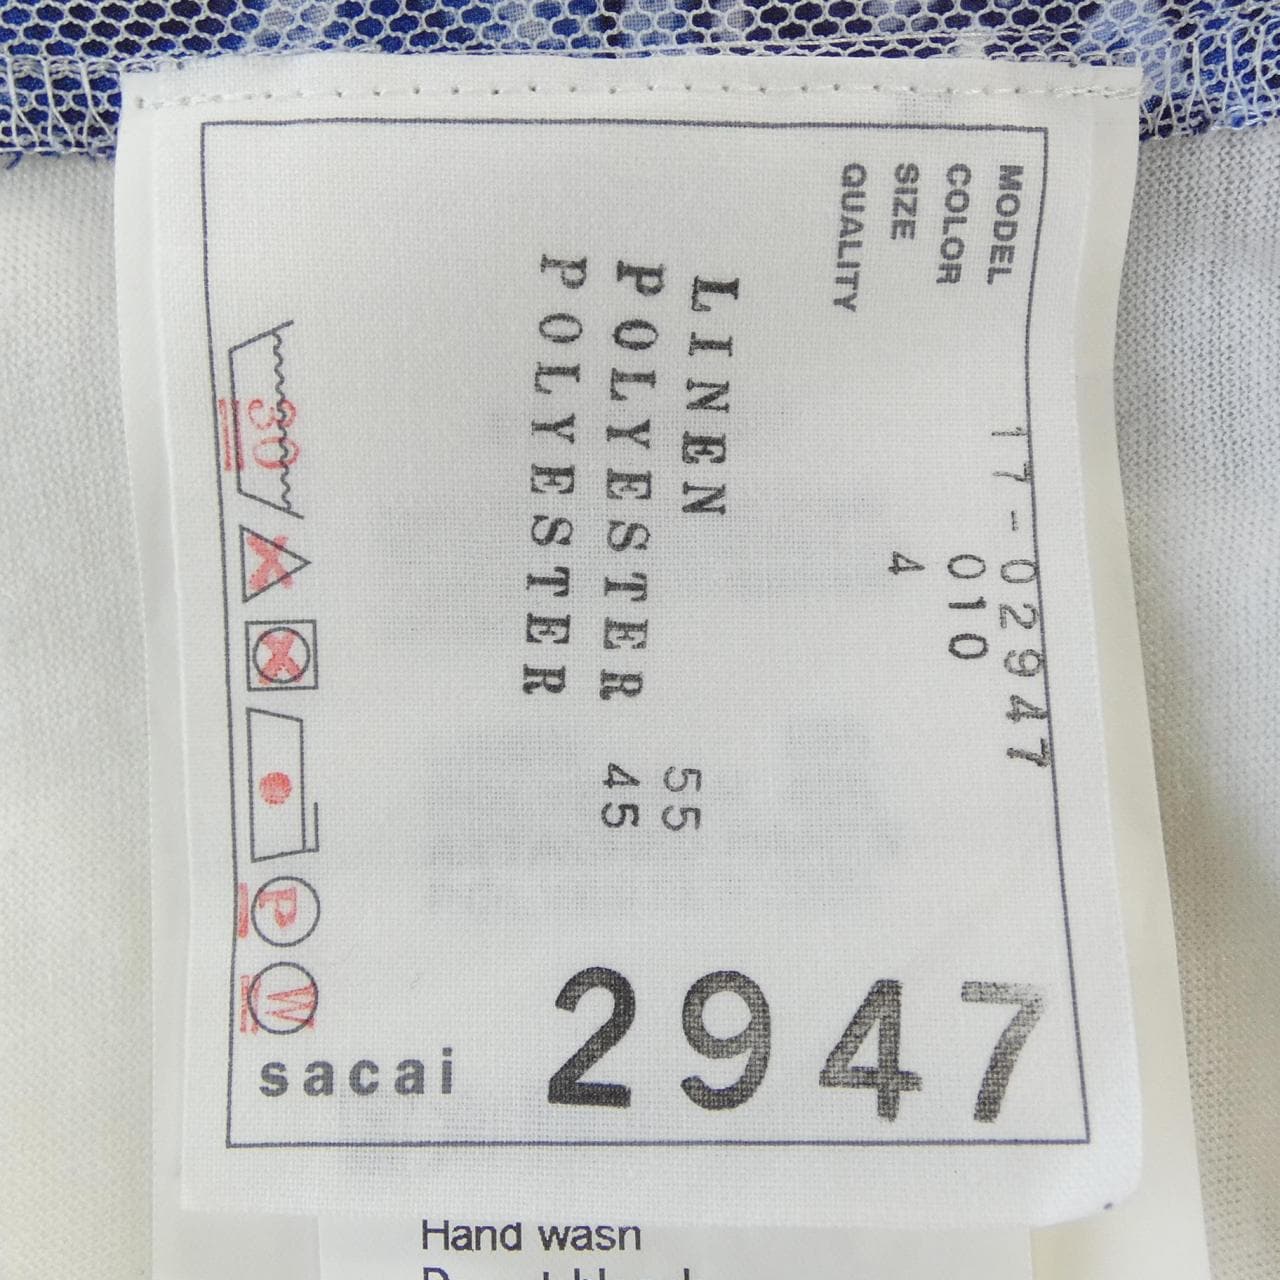 MODEL 17-02947
COLOR 010
SIZE 4
QUALITY
LINEN 55
POLYESTER 45
POLYESTER
30
P
W
sacai
2947
Hand wasn